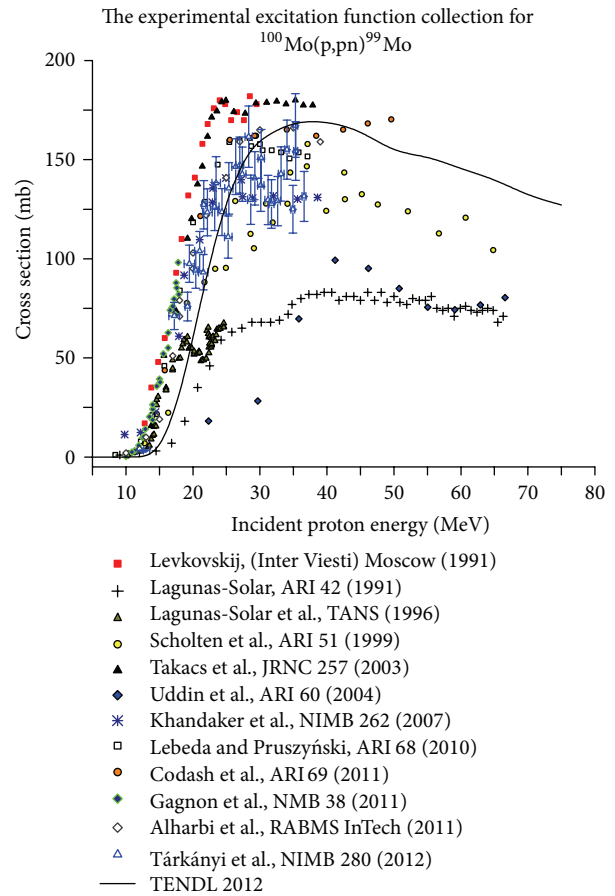 The experimental excitation function collection for
¹⁰⁰Mo(p,pn)⁹⁹Mo
200
150
100
50
0
Cross section (mb)
10 20 30 40 50 60 70 80
Incident proton energy (MeV)
Levkovskij, (Inter Viesti) Moscow (1991)
Lagunas-Solar, ARI 42 (1991)
Lagunas-Solar et al., TANS (1996)
Scholten et al., ARI 51 (1999)
Takacs et al., JRNC 257 (2003)
Uddin et al., ARI 60 (2004)
Khandaker et al., NIMB 262 (2007)
Lebeda and Pruszyński, ARI 68 (2010)
Codash et al., ARI 69 (2011)
Gagnon et al., NMB 38 (2011)
Alharbi et al., RABMS InTech (2011)
Tárkányi et al., NIMB 280 (2012)
TENDL 2012